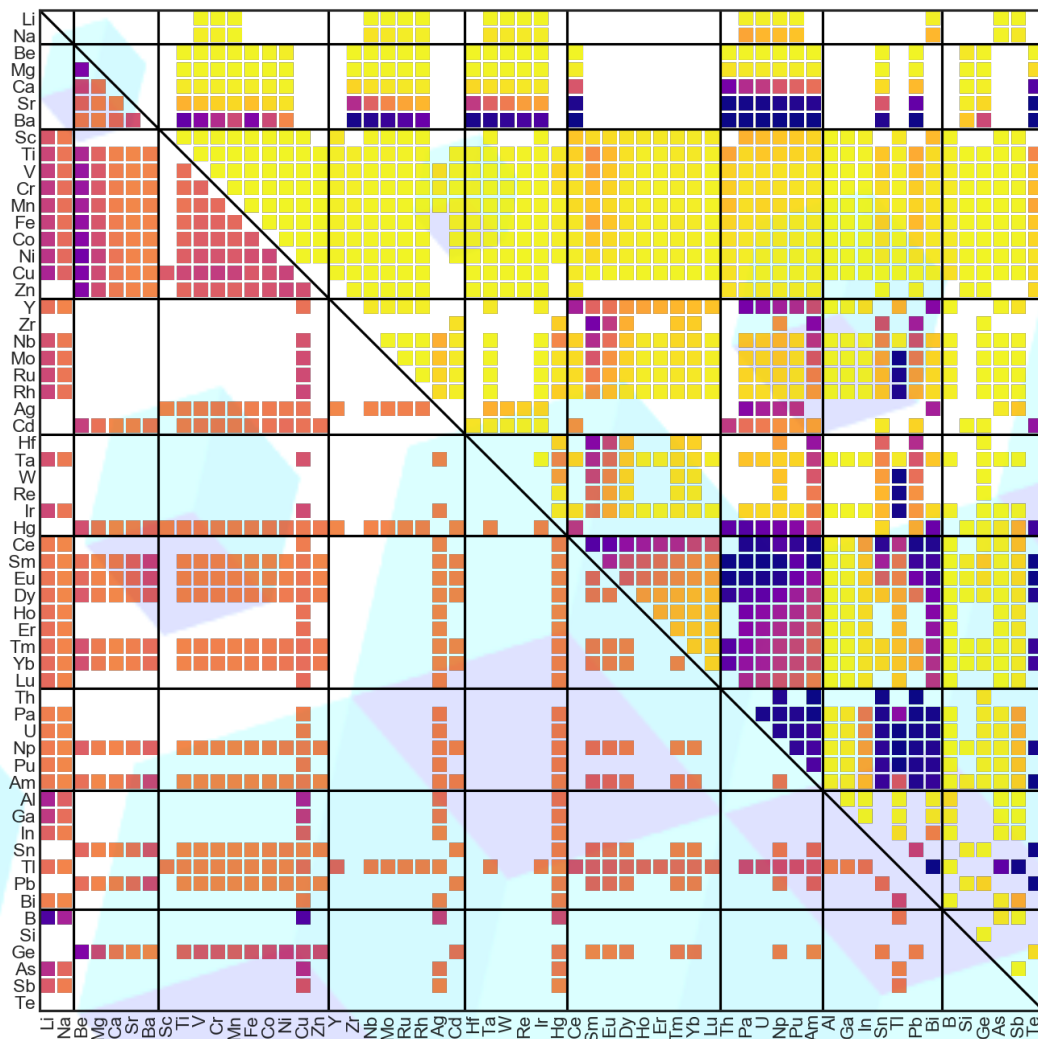 Li
Na
Be
Mg
Ca
Sr
Ba
Sc
Ti
V
Cr
Mn
Fe
Co
Ni
Cu
Zn
Y
Zr
Nb
Mo
Ru
Rh
Ag
Cd
Hf
Ta
W
Re
Ir
Hg
Ce
Sm
Eu
Dy
Ho
Er
Tm
Yb
Lu
Th
Pa
U
Np
Pu
Am
Al
Ga
In
Sn
Tl
Pb
Bi
B
Si
Ge
As
Sb
Te
Li Na Be Mg Ca Sr Ba Sc Ti V Cr Mn Fe Co Ni Cu Zn Y Zr Nb Mo Ru Rh Ag Cd Hf Ta W Re Ir Hg Ce Sm Eu Dy Ho Er Tm Yb Lu Th Pa U Np Pu Am Al Ga In Sn Tl Pb Bi B Si Ge As Sb Te